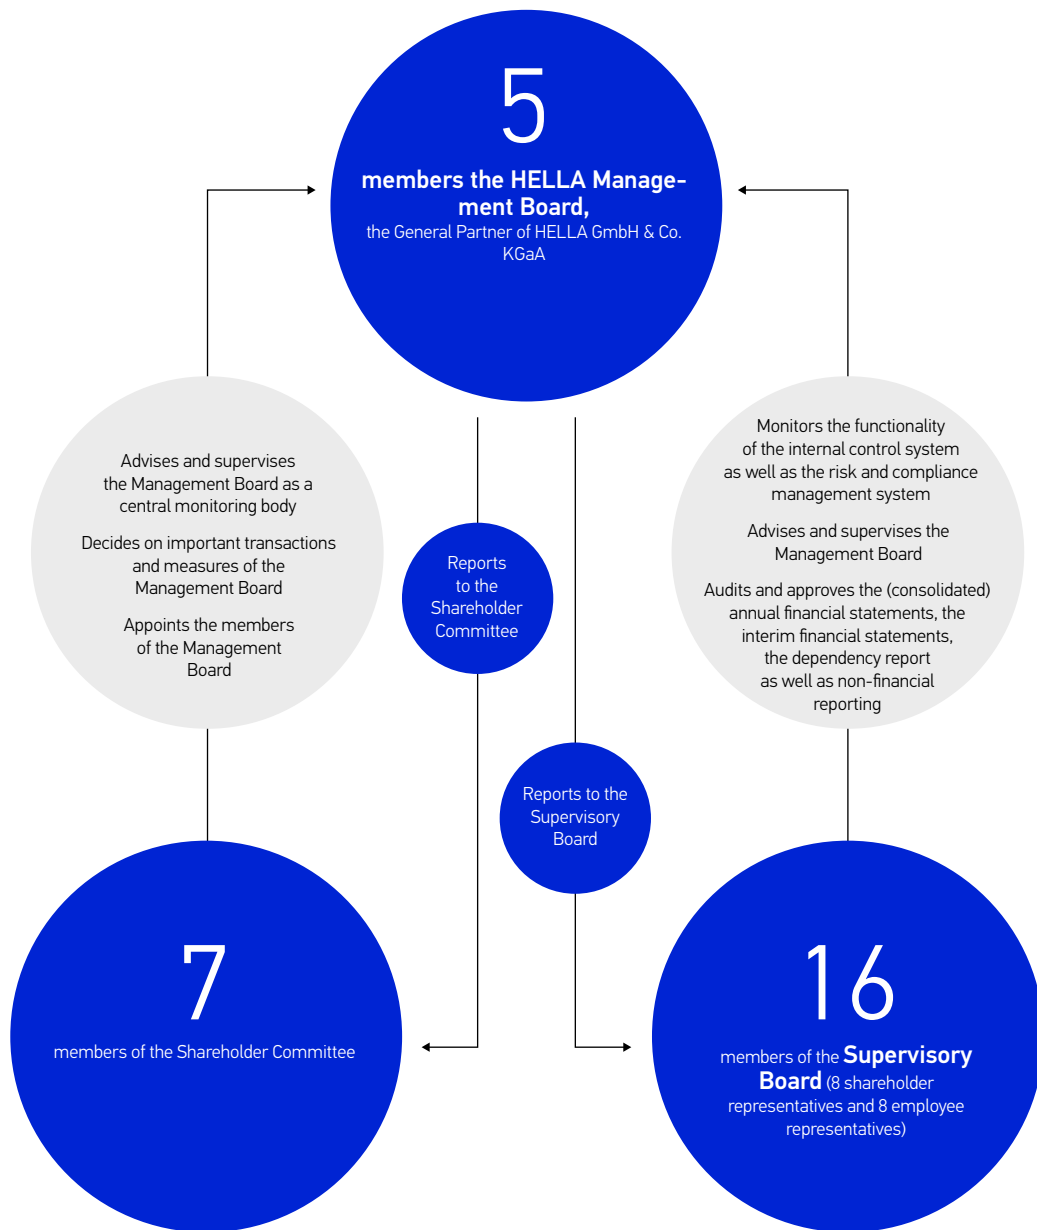 5
members the HELLA Manage-
ment Board,
the General Partner of HELLA GmbH & Co.
KGaA
Advises and supervises
the Management Board as a
central monitoring body
Decides on important transactions
and measures of the
Management Board
Appoints the members
of the Management
Board
Reports
to the
Shareholder
Committee
Reports to the
Supervisory
Board
Monitors the functionality
of the internal control system
as well as the risk and compliance
management system
Advises and supervises the
Management Board
Audits and approves the (consolidated)
annual financial statements, the
interim financial statements,
the dependency report
as well as non-financial
reporting
7
members of the Shareholder Committee
16
members of the Supervisory
Board (8 shareholder
representatives and 8 employee
representatives)